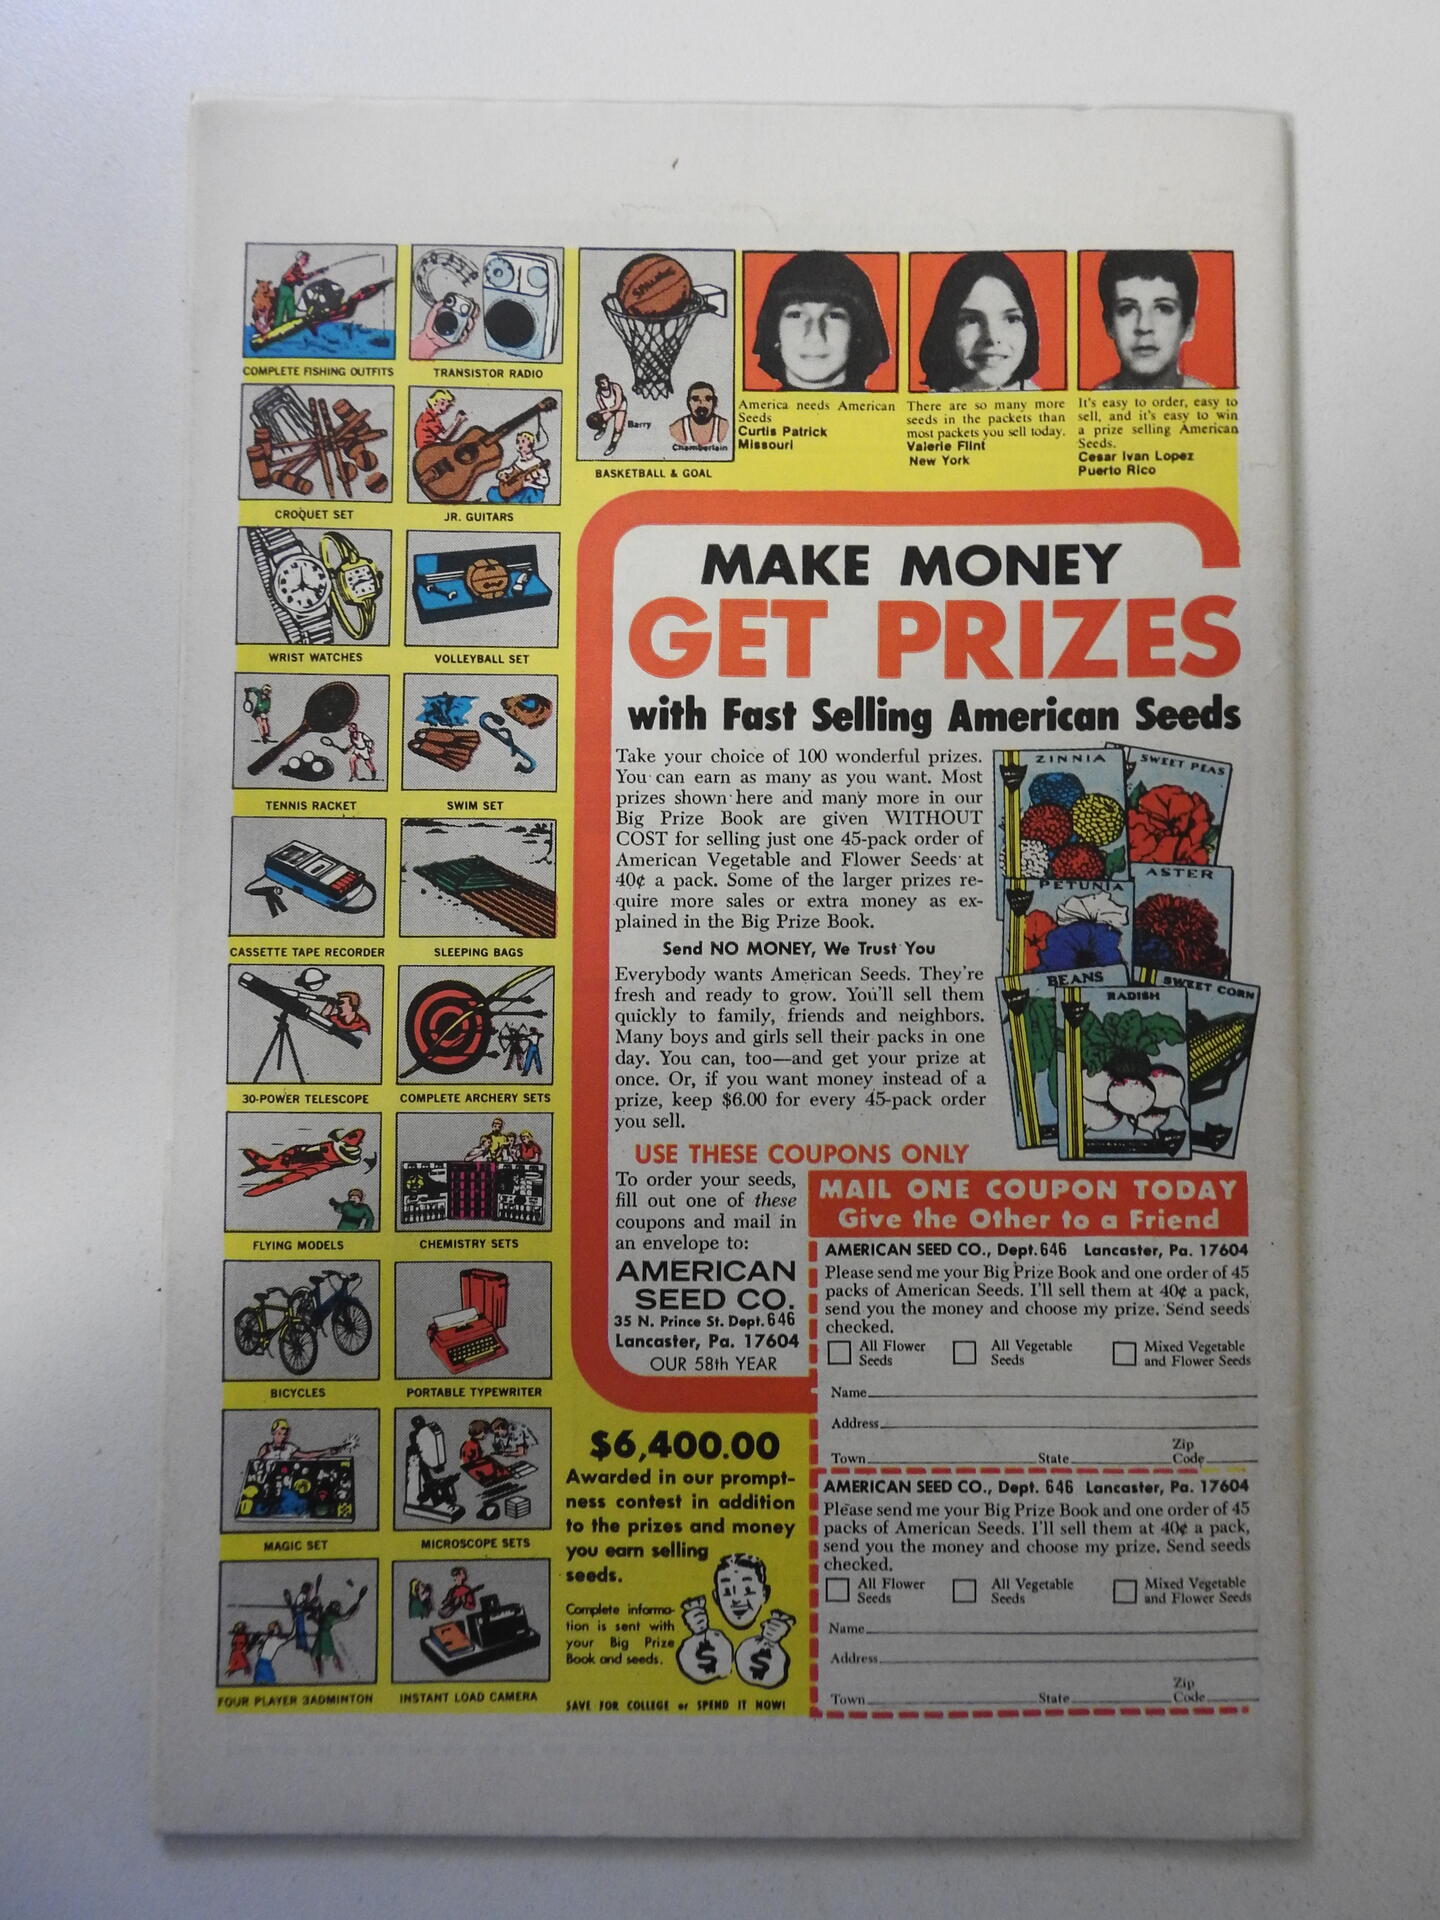 COMPLETE FISHING OUTFITS
TRANSISTOR RADIO
CROQUET SET
JR. GUITARS
WRIST WATCHES
VOLLEYBALL SET
TENNIS RACKET
SWIM SET
CASSETTE TAPE RECORDER
SLEEPING BAGS
30-POWER TELESCOPE
COMPLETE ARCHERY SETS
FLYING MODELS
CHEMISTRY SETS
BICYCLES
PORTABLE TYPEWRITER
MAGIC SET
MICROSCOPE SETS
FOUR PLAYER BADMINTON
INSTANT LOAD CAMERA
SPALDING
Barry
Chamberlain
BASKETBALL & GOAL
America needs American
Seeds
Curtis Patrick
Missouri
There are so many more
seeds in the packets than
most packets you sell today.
Valerie Flint
New York
It's easy to order, easy to
sell, and it's easy to win
a prize selling American
Seeds.
Cesar Ivan Lopez
Puerto Rico
MAKE MONEY
GET PRIZES
with Fast Selling American Seeds
Take your choice of 100 wonderful prizes.
You can earn as many as you want. Most
prizes shown here and many more in our
Big Prize Book are given WITHOUT
COST for selling just one 45-pack order of
American Vegetable and Flower Seeds at
40¢ a pack. Some of the larger prizes re-
quire more sales or extra money as ex-
plained in the Big Prize Book.
Send NO MONEY, We Trust You
Everybody wants American Seeds. They're
fresh and ready to grow. You'll sell them
quickly to family, friends and neighbors.
Many boys and girls sell their packs in one
day. You can, too—and get your prize at
once. Or, if you want money instead of a
prize, keep $6.00 for every 45-pack order
you sell.
ZINNIA
SWEET PEAS
PETUNIA
ASTER
BEANS
RADISH
SWEET CORN
USE THESE COUPONS ONLY
To order your seeds,
fill out one of these
coupons and mail in
an envelope to:
AMERICAN
SEED CO.
35 N. Prince St. Dept. 646
Lancaster, Pa. 17604
OUR 58th YEAR
$6,400.00
Awarded in our prompt-
ness contest in addition
to the prizes and money
you earn selling
seeds.
Complete informa-
tion is sent with
your Big Prize
Book and seeds.
$ $
SAVE FOR COLLEGE or SPEND IT NOW!
MAIL ONE COUPON TODAY
Give the Other to a Friend
AMERICAN SEED CO., Dept. 646 Lancaster, Pa. 17604
Please send me your Big Prize Book and one order of 45
packs of American Seeds. I'll sell them at 40¢ a pack,
send you the money and choose my prize. Send seeds
checked.
All Flower Seeds
All Vegetable Seeds
Mixed Vegetable and Flower Seeds
Name
Address
Town State Zip Code
AMERICAN SEED CO., Dept. 646 Lancaster, Pa. 17604
Please send me your Big Prize Book and one order of 45
packs of American Seeds. I'll sell them at 40¢ a pack,
send you the money and choose my prize. Send seeds
checked.
All Flower Seeds
All Vegetable Seeds
Mixed Vegetable and Flower Seeds
Name
Address
Town State Zip Code